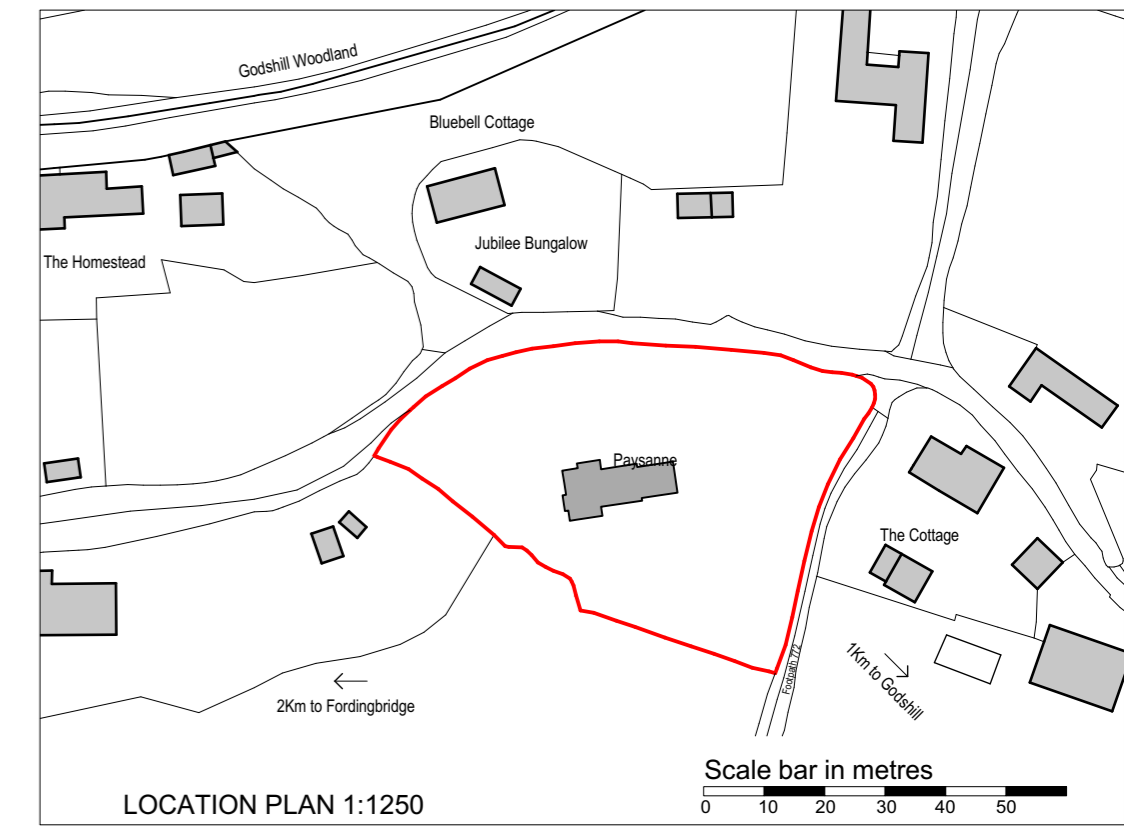 Godshill Woodland
Bluebell Cottage
Jubilee Bungalow
The Homestead
Paysanne
The Cottage
Footpath 772
1Km to Godshill
2Km to Fordingbridge
Scale bar in metres
0 10 20 30 40 50
LOCATION PLAN 1:1250